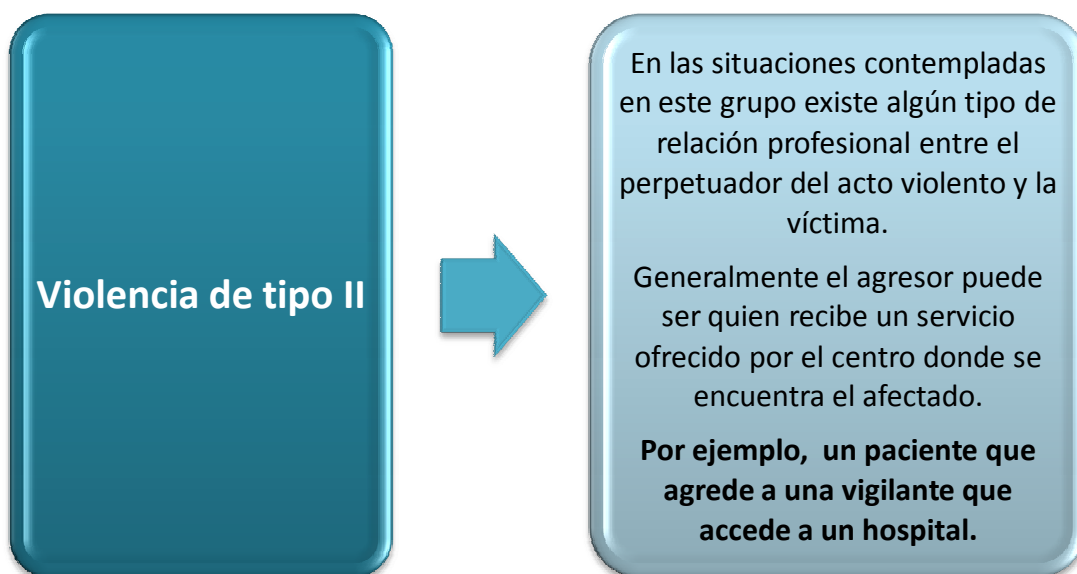 Violencia de tipo II
En las situaciones contempladas
en este grupo existe algún tipo de
relación profesional entre el
perpetuador del acto violento y la
víctima.
Generalmente el agresor puede
ser quien recibe un servicio
ofrecido por el centro donde se
encuentra el afectado.
Por ejemplo, un paciente que
agrede a una vigilante que
accede a un hospital.